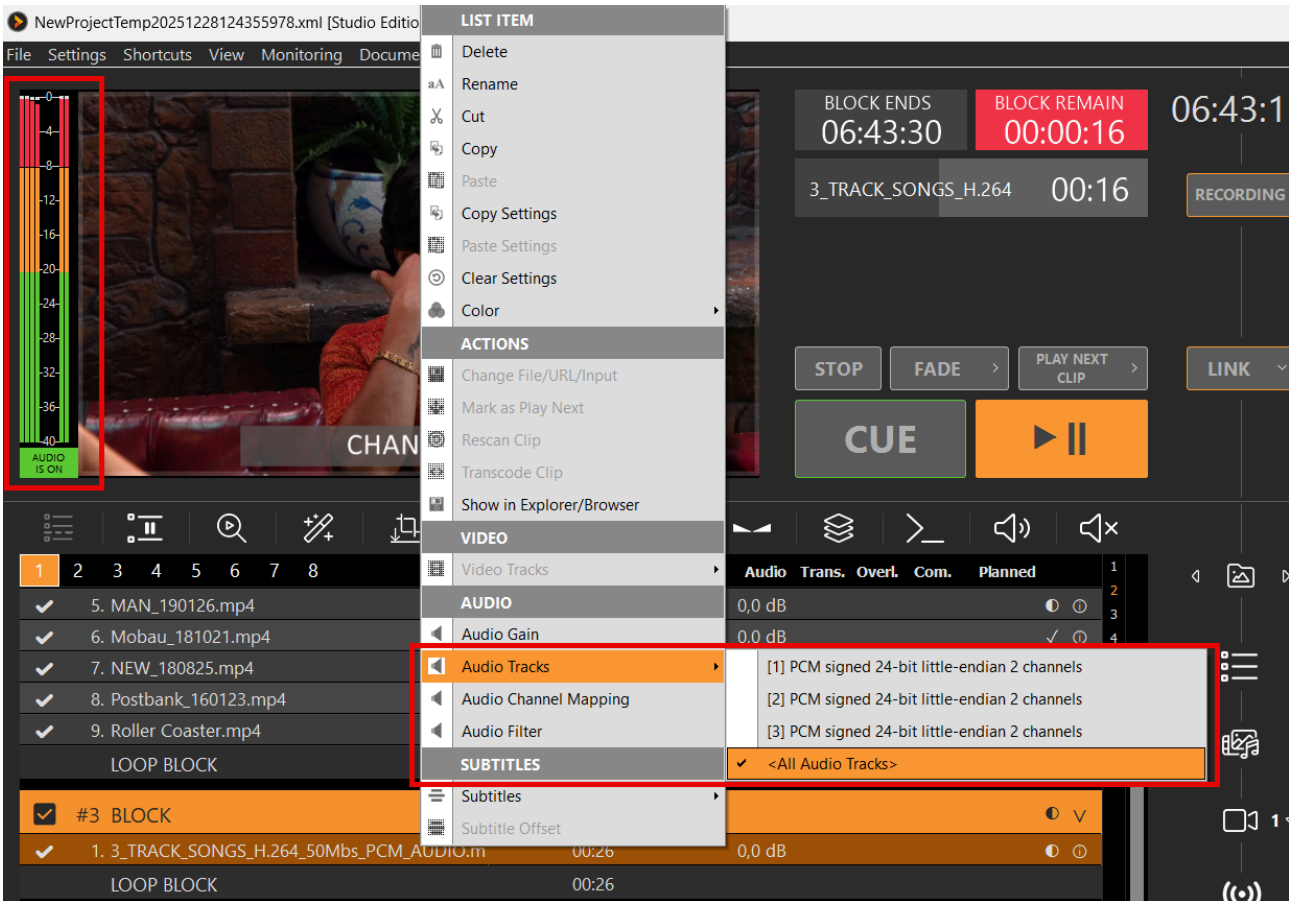 NewProjectTemp20251228124355978.xml [Studio Editio
File Settings Shortcuts View Monitoring Docume
-0-
-4-
-8-
-12-
-16-
-20-
-24-
-28-
-32-
-36-
-40-
AUDIO
IS ON
CHAN
LIST ITEM
Delete
aA Rename
Cut
Copy
Paste
Copy Settings
Paste Settings
Clear Settings
Color
ACTIONS
Change File/URL/Input
Mark as Play Next
Rescan Clip
Transcode Clip
Show in Explorer/Browser
VIDEO
Video Tracks
AUDIO
Audio Gain
Audio Tracks
Audio Channel Mapping
Audio Filter
SUBTITLES
Subtitles
Subtitle Offset
[1] PCM signed 24-bit little-endian 2 channels
[2] PCM signed 24-bit little-endian 2 channels
[3] PCM signed 24-bit little-endian 2 channels
<All Audio Tracks>
BLOCK ENDS
06:43:30
BLOCK REMAIN
00:00:16
06:43:1
3_TRACK_SONGS_H.264 00:16
RECORDING
STOP FADE PLAY NEXT
CLIP
LINK
CUE
1 2 3 4 5 6 7 8
Audio Trans. Overl. Com. Planned
1
2
3
4
5. MAN_190126.mp4 0,0 dB
6. Mobau_181021.mp4 0.0 dB
7. NEW_180825.mp4
8. Postbank_160123.mp4
9. Roller Coaster.mp4
LOOP BLOCK
#3 BLOCK
1. 3_TRACK_SONGS_H.264_50Mbs_PCM_AUDIO.m 00:26 0,0 dB
LOOP BLOCK 00:26
1